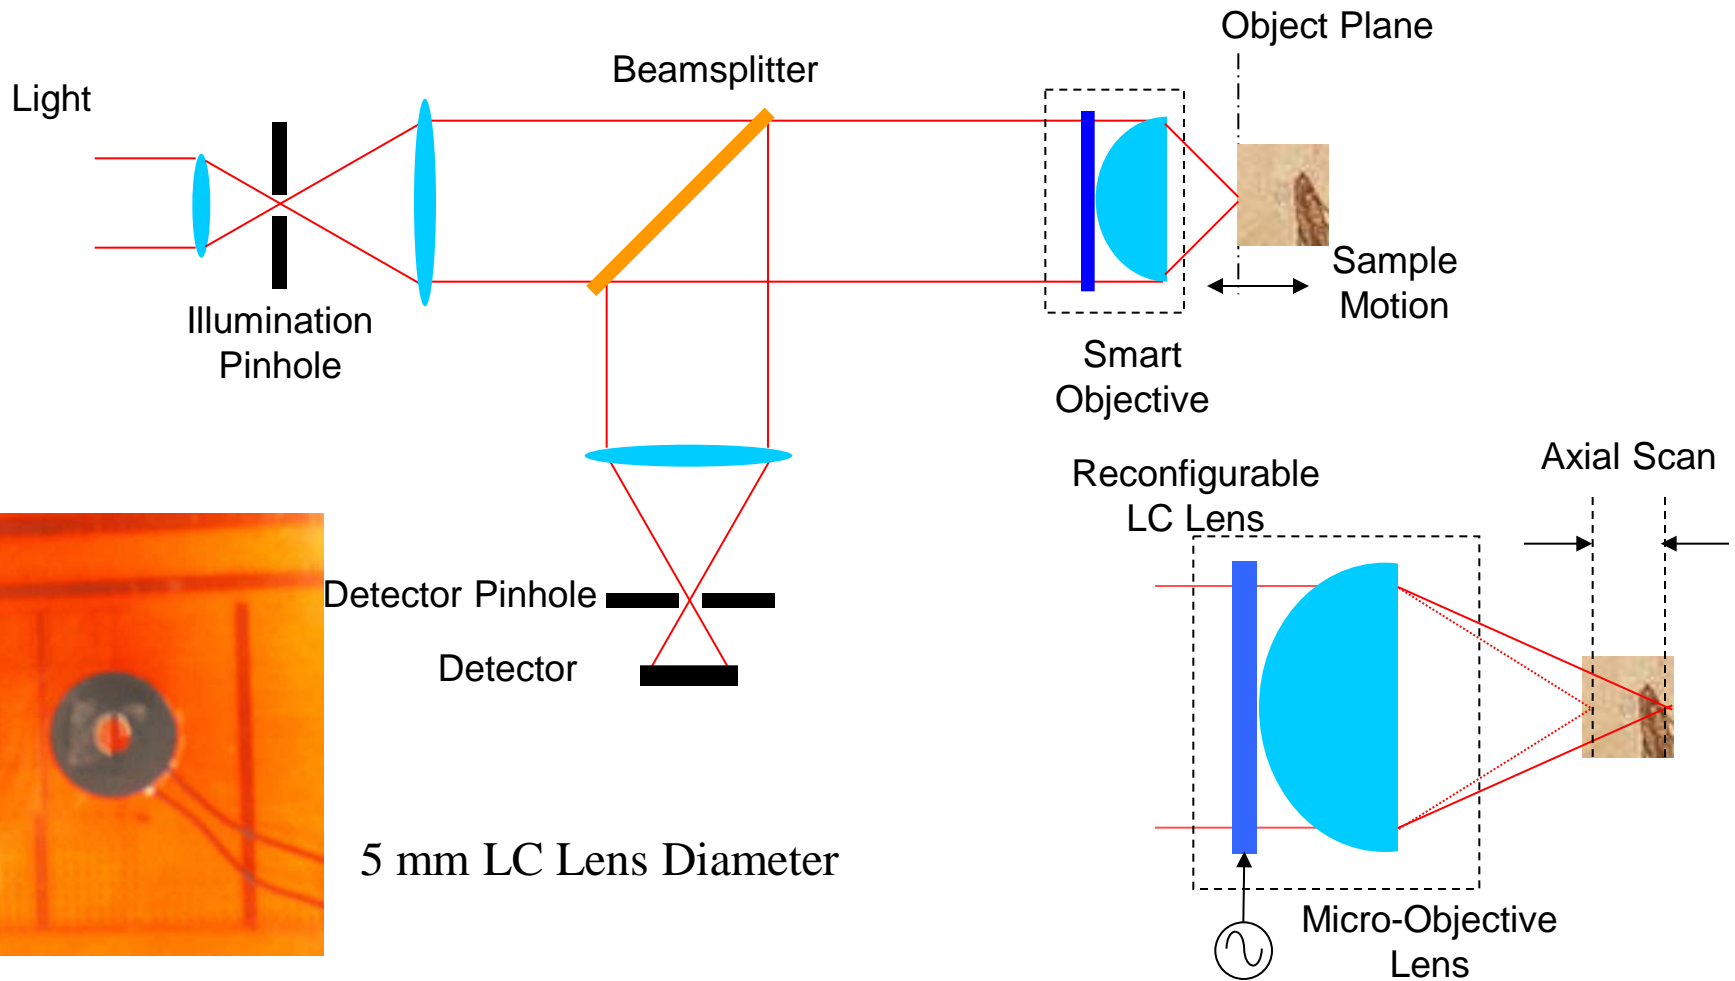 Object Plane
Beamsplitter
Light
Sample
Motion
Illumination
Pinhole
Smart
Objective
Axial Scan
Reconfigurable
LC Lens
Detector Pinhole
Detector
5 mm LC Lens Diameter
Micro-Objective
Lens